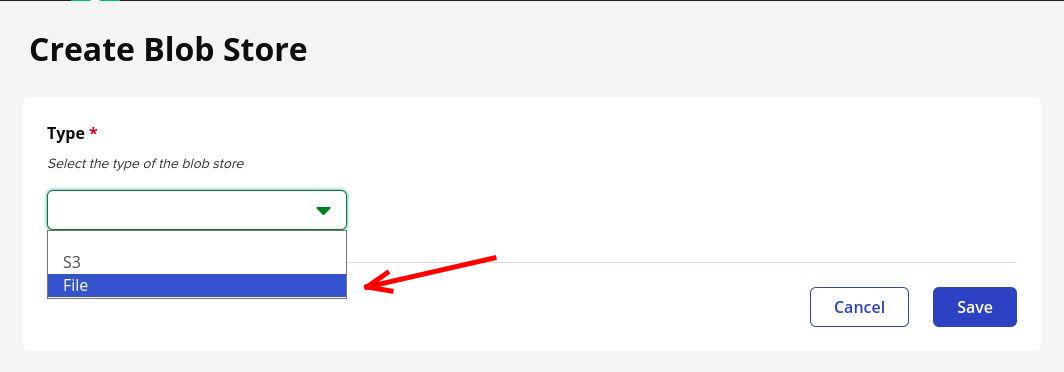 Create Blob Store
Type *
Select the type of the blob store
S3
File
Cancel
Save